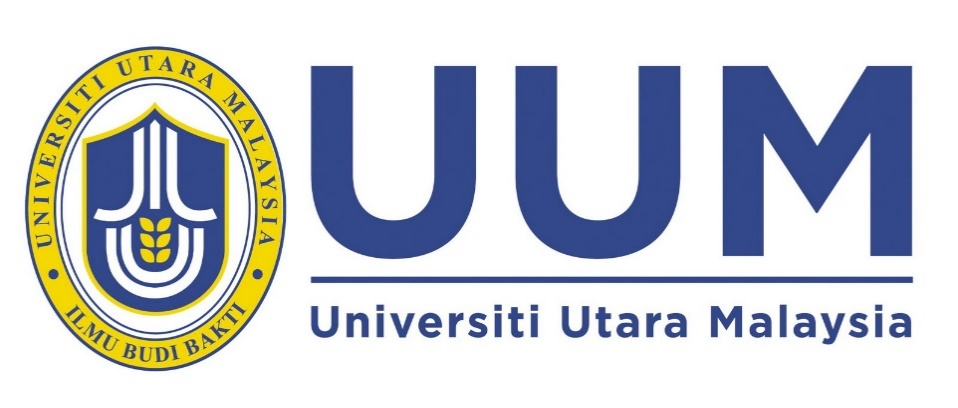 UNIVERSITI UTARA MALAYSIA
ILMU BUDI BAKTI
UUM
Universiti Utara Malaysia